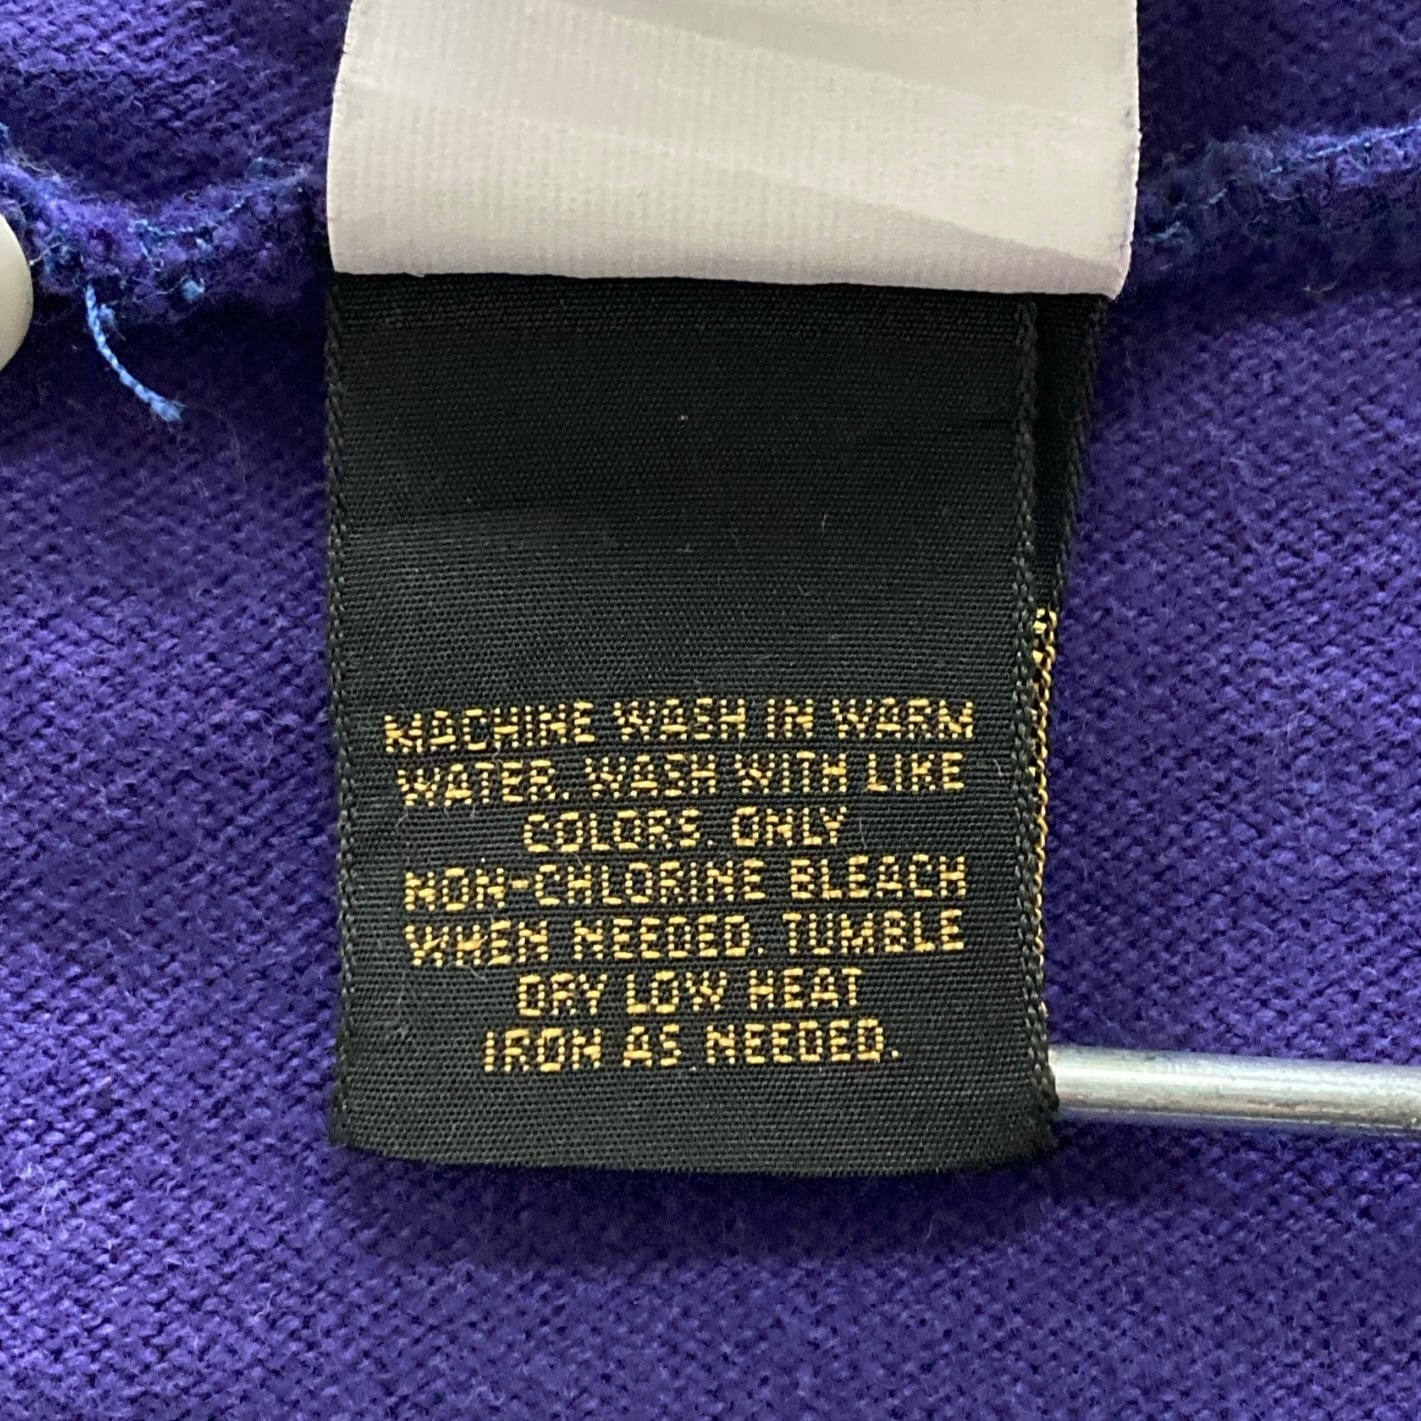 MACHINE WASH IN WARM
WATER. WASH WITH LIKE
COLORS. ONLY
NON-CHLORINE BLEACH
WHEN NEEDED. TUMBLE
DRY LOW HEAT
IRON AS NEEDED.